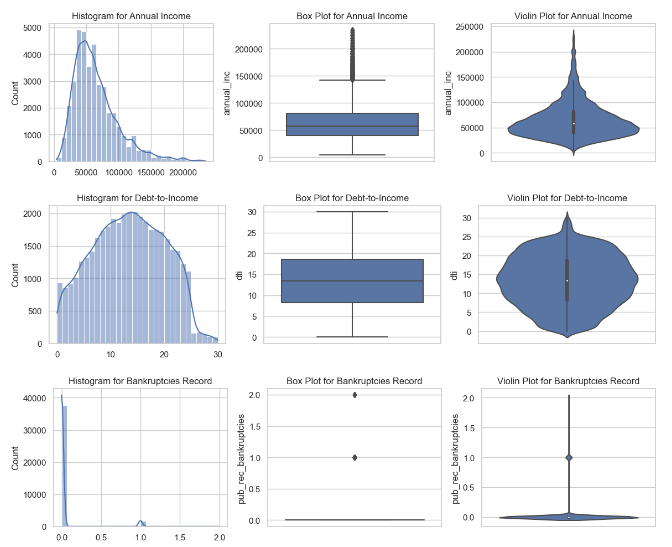 Histogram for Annual Income
Count
5000
4000
3000
2000
1000
0
0 50000 100000 150000 200000
Box Plot for Annual Income
annual_inc
200000
150000
100000
50000
0
Violin Plot for Annual Income
annual_inc
250000
200000
150000
100000
50000
0
Histogram for Debt-to-Income
Count
2000
1500
1000
500
0
0 10 20 30
Box Plot for Debt-to-Income
dti
30
25
20
15
10
5
0
Violin Plot for Debt-to-Income
dti
30
25
20
15
10
5
0
Histogram for Bankruptcies Record
Count
40000
30000
20000
10000
0
0.0 0.5 1.0 1.5 2.0
Box Plot for Bankruptcies Record
pub_rec_bankruptcies
2.0
1.5
1.0
0.5
0.0
Violin Plot for Bankruptcies Record
pub_rec_bankruptcies
2.0
1.5
1.0
0.5
0.0